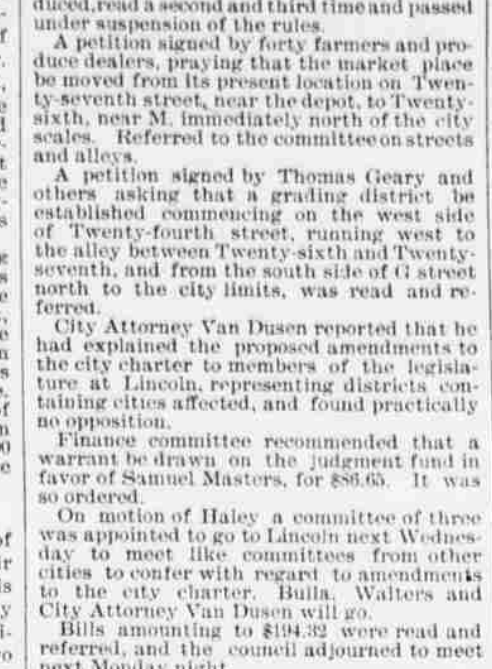 duced, read a second and third time and passed
under suspension of the rules.
A petition signed by forty farmers and pro-
duce dealers, praying that the market place
be moved from its present location on Twen-
ty-seventh street, near the depot, to Twenty-
sixth, near M, immediately north of the city
scales. Referred to the committee on streets
and alleys.
A petition signed by Thomas Geary and
others asking that a grading district be
established commencing on the west side
of Twenty-fourth street, running west to
the alley between Twenty-sixth and Twenty-
seventh, and from the south side of G street
north to the city limits, was read and re-
ferred.
City Attorney Van Dusen reported that he
had explained the proposed amendments to
the city charter to members of the legisla-
ture at Lincoln, representing districts con-
taining cities affected, and found practically
no opposition.
Finance committee recommended that a
warrant be drawn on the judgment fund in
favor of Samuel Masters, for $86.65. It was
so ordered.
On motion of Haley a committee of three
was appointed to go to Lincoln next Wednes-
day to meet like committees from other
cities to confer with regard to amendments
to the city charter. Bulla, Walters and
City Attorney Van Dusen will go.
Bills amounting to $194.32 were read and
referred, and the council adjourned to meet
next Monday night.